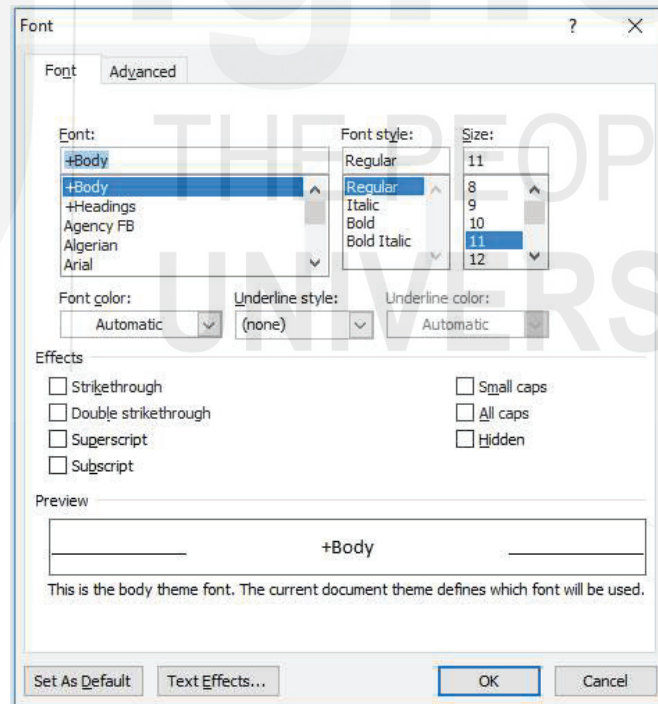 Font ?
Font Advanced
Font: Font style: Size:
+Body Regular 11
+Body Regular 8
+Headings Italic 9
Agency FB Bold 10
Algerian Bold Italic 11
Arial 12
Font color: Underline style: Underline color:
Automatic (none) Automatic
Effects
Strikethrough Small caps
Double strikethrough All caps
Superscript Hidden
Subscript
Preview
+Body
This is the body theme font. The current document theme defines which font will be used.
Set As Default Text Effects... OK Cancel
THE PEOP
UNIVERS